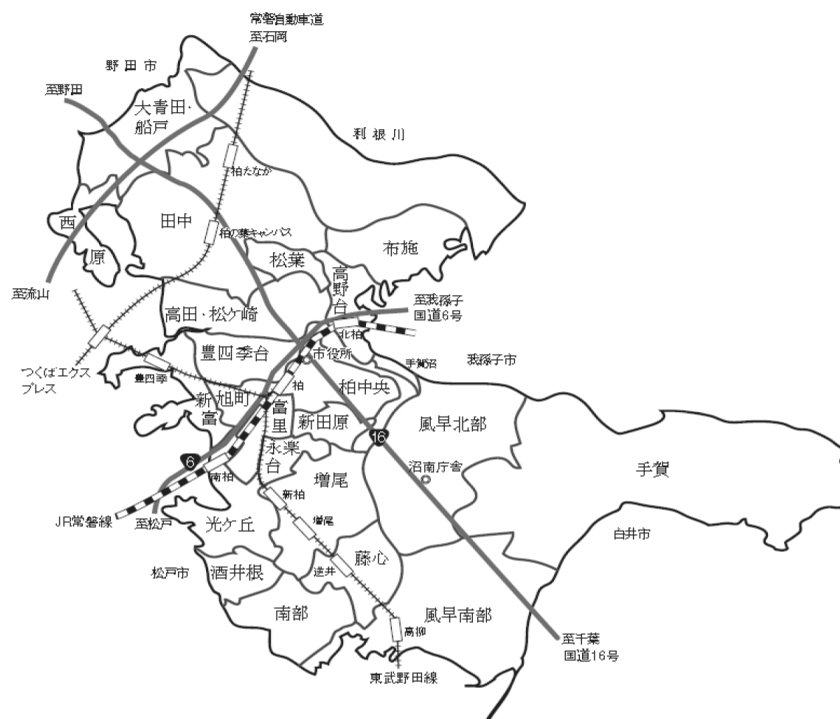 常磐自動車道
至石岡
野田市
至野田
大青田・
船戸
利根川
柏たなか
西
原
田中
柏の葉キャンパス
布施
松葉
高野台
至流山
至我孫子
国道6号
高田・松ケ崎
北柏
豊四季台
市役所
手賀沼
我孫子市
つくばエクス
プレス
豊四季
柏
柏中央
新富
旭町
富里
新田原
風早北部
16
永楽台
6
沼南庁舎
手賀
南柏
増尾
新柏
JR常磐線
至松戸
光ケ丘
増尾
白井市
藤心
松戸市
酒井根
逆井
南部
風早南部
高柳
至千葉
国道16号
東武野田線